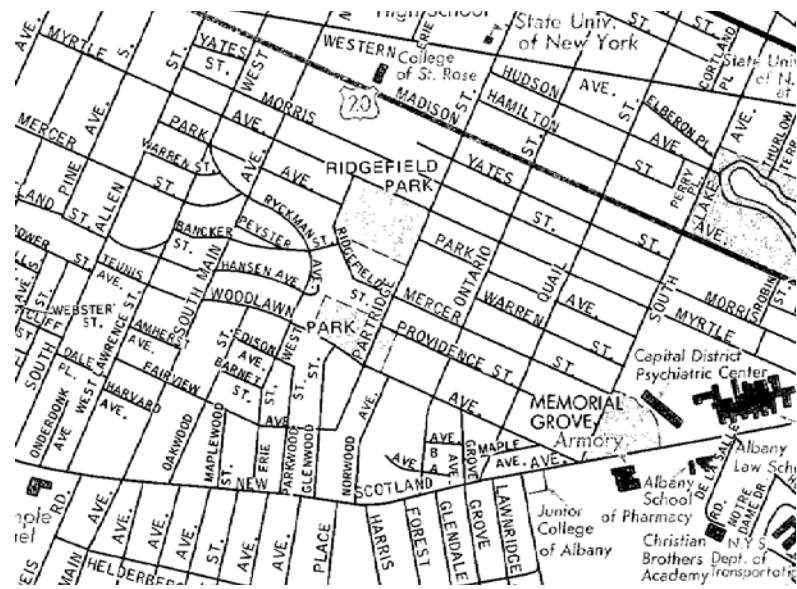 High School
State Univ.
of New York
AVE.
MYRTLE
S.
ST.
YATES
ST.
WEST
WESTERN
ERIE
College
of St. Rose
20
MADISON
ST.
HUDSON
AVE.
HAMILTON
ST.
CORTLAND
PL
State Univ
of N.
at
ELBERON PL.
AVE.
THURLOW
TERR
MORRIS
AVE.
MERCER
AVE.
PARK
AVE.
WARREN ST.
ST.
PINE
ALLEN
RIDGEFIELD
PARK
YATES
ST.
PERRY
PL
LAKE
AVE.
LAND
ST.
RYCKMAN ST.
BANCKER
ST.
PEYSTER
HANSEN AVE.
AVE.
RIDGEFIELD
ST.
PARK
AVE.
ONTARIO
QUAIL
SOUTH
MORRIS
ROBIN
ST.
MYRTLE
TEUNIS
AVE.
SOUTH MAIN
WOODLAWN
PARK
PARTRIDGE
MERCER
WARREN
ST.
PROVIDENCE ST.
WEBSTER
ST.
LAWRENCE ST.
AMHERST
AVE.
EDISON
AVE.
BARNET
ST.
WEST
ST.
ST.
DALE
PL.
SOUTH
HARVARD
AVE.
WEST
FAIRVIEW
AVE
AVE.
AVE.
Capital District
Psychiatric Center
MEMORIAL
GROVE
Armory
ONDERDONK
AVE
OAKWOOD
MAPLEWOOD
ST.
NEW
ERIE
PARKWOOD
GLENWOOD
NORWOOD
AVE.
AVE.
B
A
AVE
GROVE
MAPLE
AVE.
AVE.
SCOTLAND
LAWNRIDGE
Albany
School
of Pharmacy
DE LA SALLE
RD.
Albany
Law Scho
NOTRE
DAME DR.
RD.
MAIN
AVE.
AVE.
ST.
AVE.
AVE.
PLACE
HARRIS
FOREST
GLENDALE
GROVE
Junior
College
of Albany
Christian
Brothers
Academy
N.Y.S.
Dept. of
Transportatio
HELDERBER